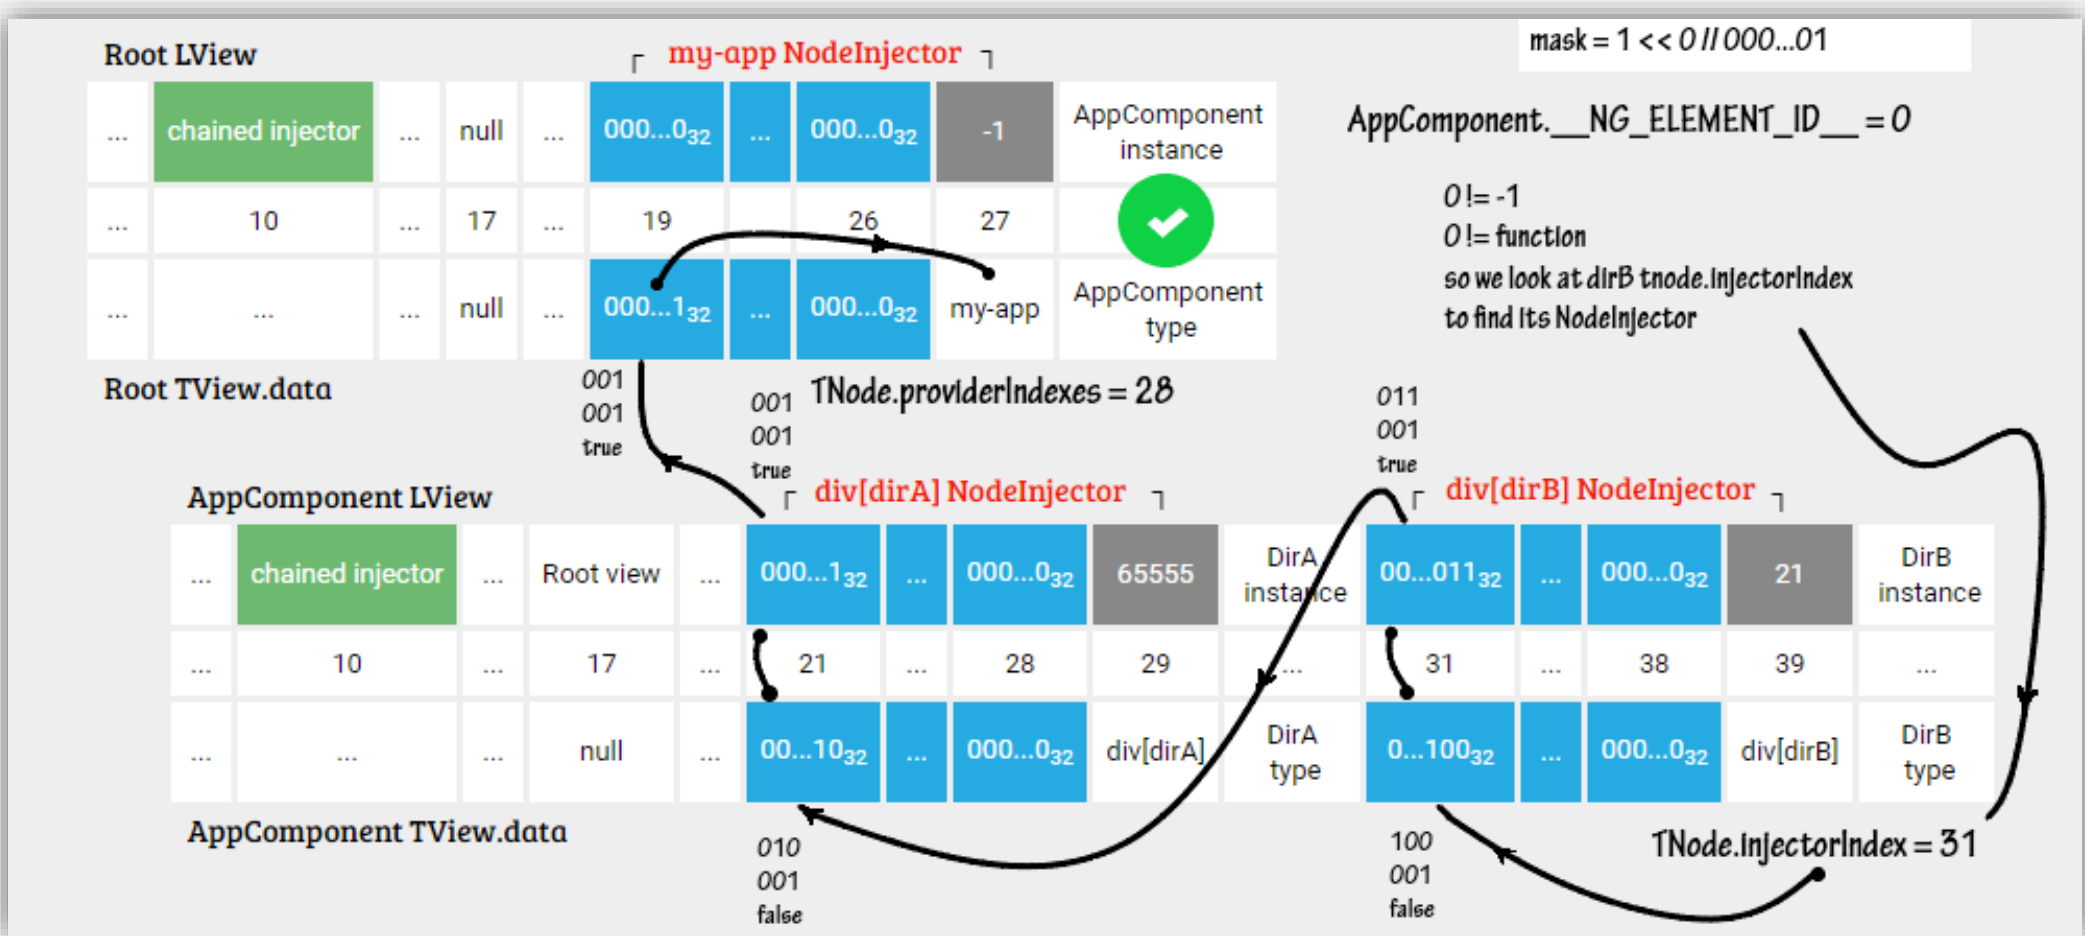 mask = 1 << 0 // 000...01
Root LView
┌ my-app NodeInjector ┐
... chained injector ... null ... 000...0₃₂ ... 000...0₃₂ -1 AppComponent instance
AppComponent.__NG_ELEMENT_ID__ = 0
0 != -1
0 != function
so we look at dirB tnode.injectorIndex
to find its NodeInjector
... 10 ... 17 ... 19 26 27
... ... ... null ... 000...1₃₂ ... 000...0₃₂ my-app AppComponent type
Root TView.data
001
001
true
TNode.providerIndexes = 28
001
001
true
011
001
true
AppComponent LView
┌ div[dirA] NodeInjector ┐
┌ div[dirB] NodeInjector ┐
... chained injector ... Root view ... 000...1₃₂ ... 000...0₃₂ 65555 DirA instance 00...011₃₂ ... 000...0₃₂ 21 DirB instance
... 10 ... 17 ... 21 ... 28 29 ... 31 ... 38 39 ...
... ... ... null ... 00...10₃₂ ... 000...0₃₂ div[dirA] DirA type 0...100₃₂ ... 000...0₃₂ div[dirB] DirB type
AppComponent TView.data
010
001
false
100
001
false
TNode.injectorIndex = 31